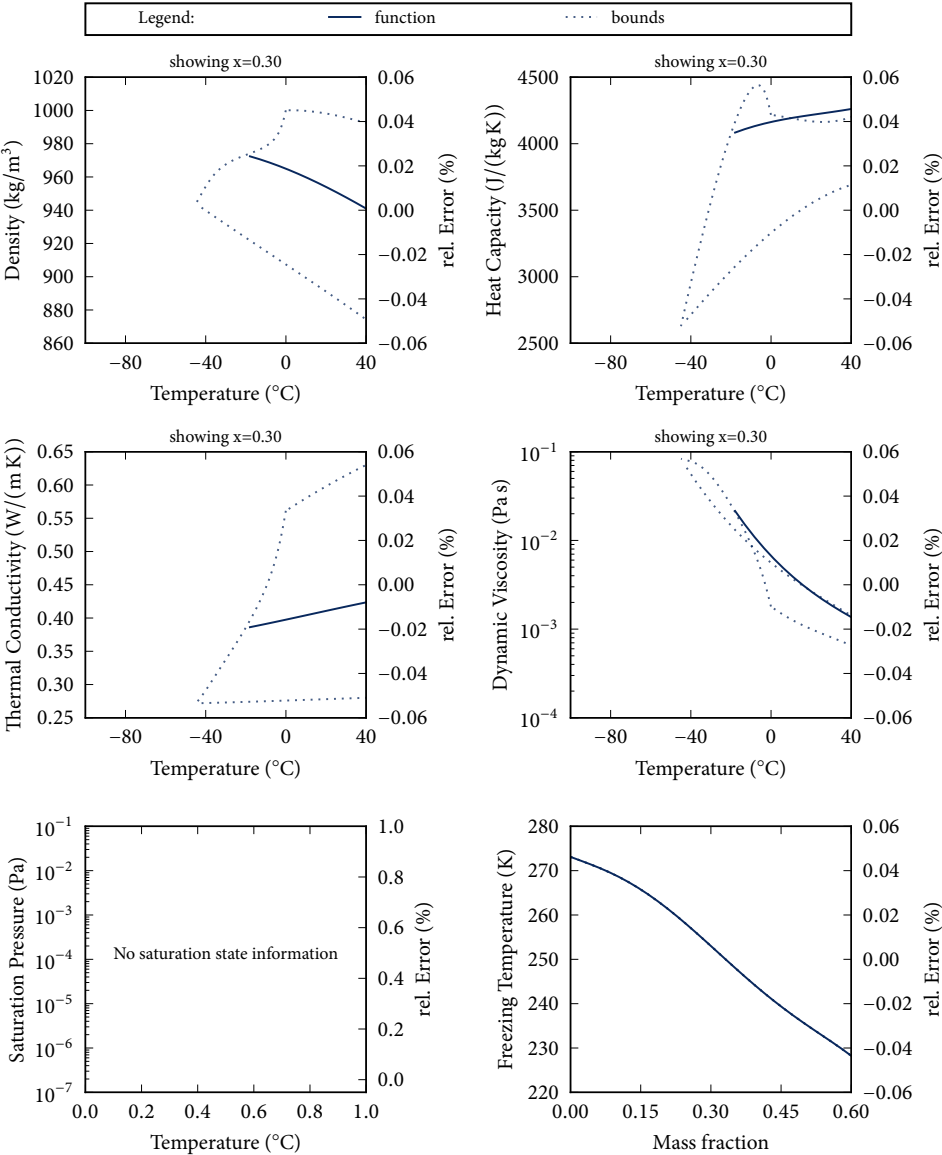 Legend: function bounds
showing x=0.30
1020
1000
980
960
940
920
900
880
860
Density (kg/m³)
0.06
0.04
0.02
0.00
−0.02
−0.04
−0.06
rel. Error (%)
−80 −40 0 40
Temperature (°C)
showing x=0.30
4500
4000
3500
3000
2500
Heat Capacity (J/(kg K))
0.06
0.04
0.02
0.00
−0.02
−0.04
−0.06
rel. Error (%)
−80 −40 0 40
Temperature (°C)
showing x=0.30
0.65
0.60
0.55
0.50
0.45
0.40
0.35
0.30
0.25
Thermal Conductivity (W/(m K))
0.06
0.04
0.02
0.00
−0.02
−0.04
−0.06
rel. Error (%)
−80 −40 0 40
Temperature (°C)
showing x=0.30
10⁻¹
10⁻²
10⁻³
10⁻⁴
Dynamic Viscosity (Pa s)
0.06
0.04
0.02
0.00
−0.02
−0.04
−0.06
rel. Error (%)
−80 −40 0 40
Temperature (°C)
10⁻¹
10⁻²
10⁻³
10⁻⁴
10⁻⁵
10⁻⁶
10⁻⁷
Saturation Pressure (Pa)
No saturation state information
1.0
0.8
0.6
0.4
0.2
0.0
rel. Error (%)
0.0 0.2 0.4 0.6 0.8 1.0
Temperature (°C)
280
270
260
250
240
230
220
Freezing Temperature (K)
0.06
0.04
0.02
0.00
−0.02
−0.04
−0.06
rel. Error (%)
0.00 0.15 0.30 0.45 0.60
Mass fraction